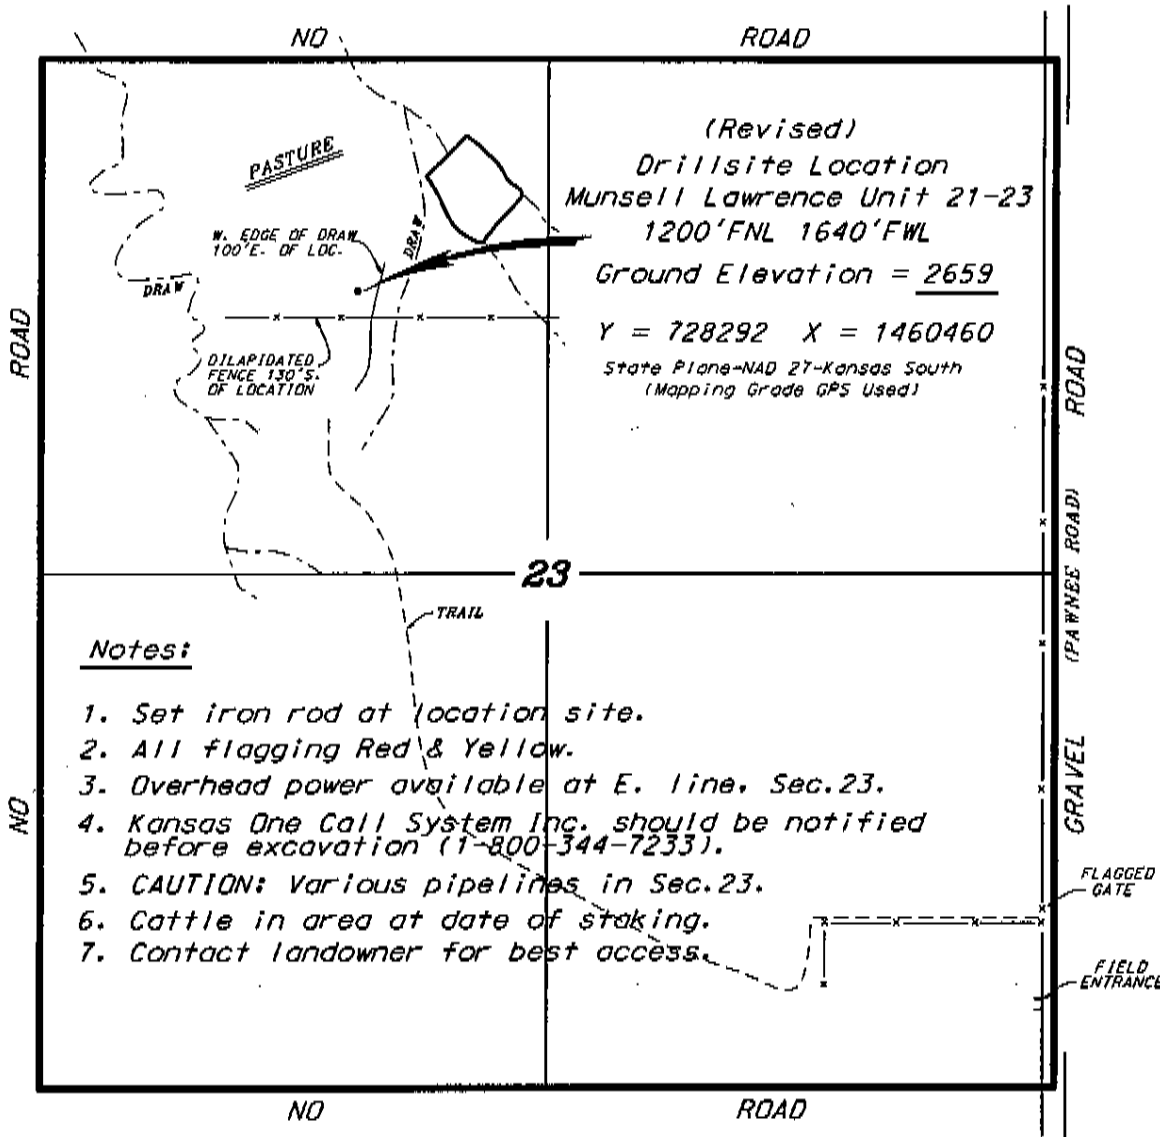 NO ROAD
(Revised)
Drillsite Location
Munsell Lawrence Unit 21-23
1200'FNL 1640'FWL
Ground Elevation = 2659
Y = 728292 X = 1460460
State Plane-NAD 27-Kansas South
(Mapping Grade GPS Used)
PASTURE
W. EDGE OF DRAW
100'E. OF LOC.
DRAW
DRAW
DILAPIDATED
FENCE 130'S.
OF LOCATION
ROAD
NO
ROAD
(PAWNEE ROAD)
GRAVEL
23
TRAIL
Notes:
1. Set iron rod at location site.
2. All flagging Red & Yellow.
3. Overhead power available at E. line, Sec.23.
4. Kansas One Call System Inc. should be notified
before excavation (1-800-344-7233).
5. CAUTION: Various pipelines in Sec.23.
6. Cattle in area at date of staking.
7. Contact landowner for best access.
FLAGGED
GATE
FIELD
ENTRANCE
NO ROAD